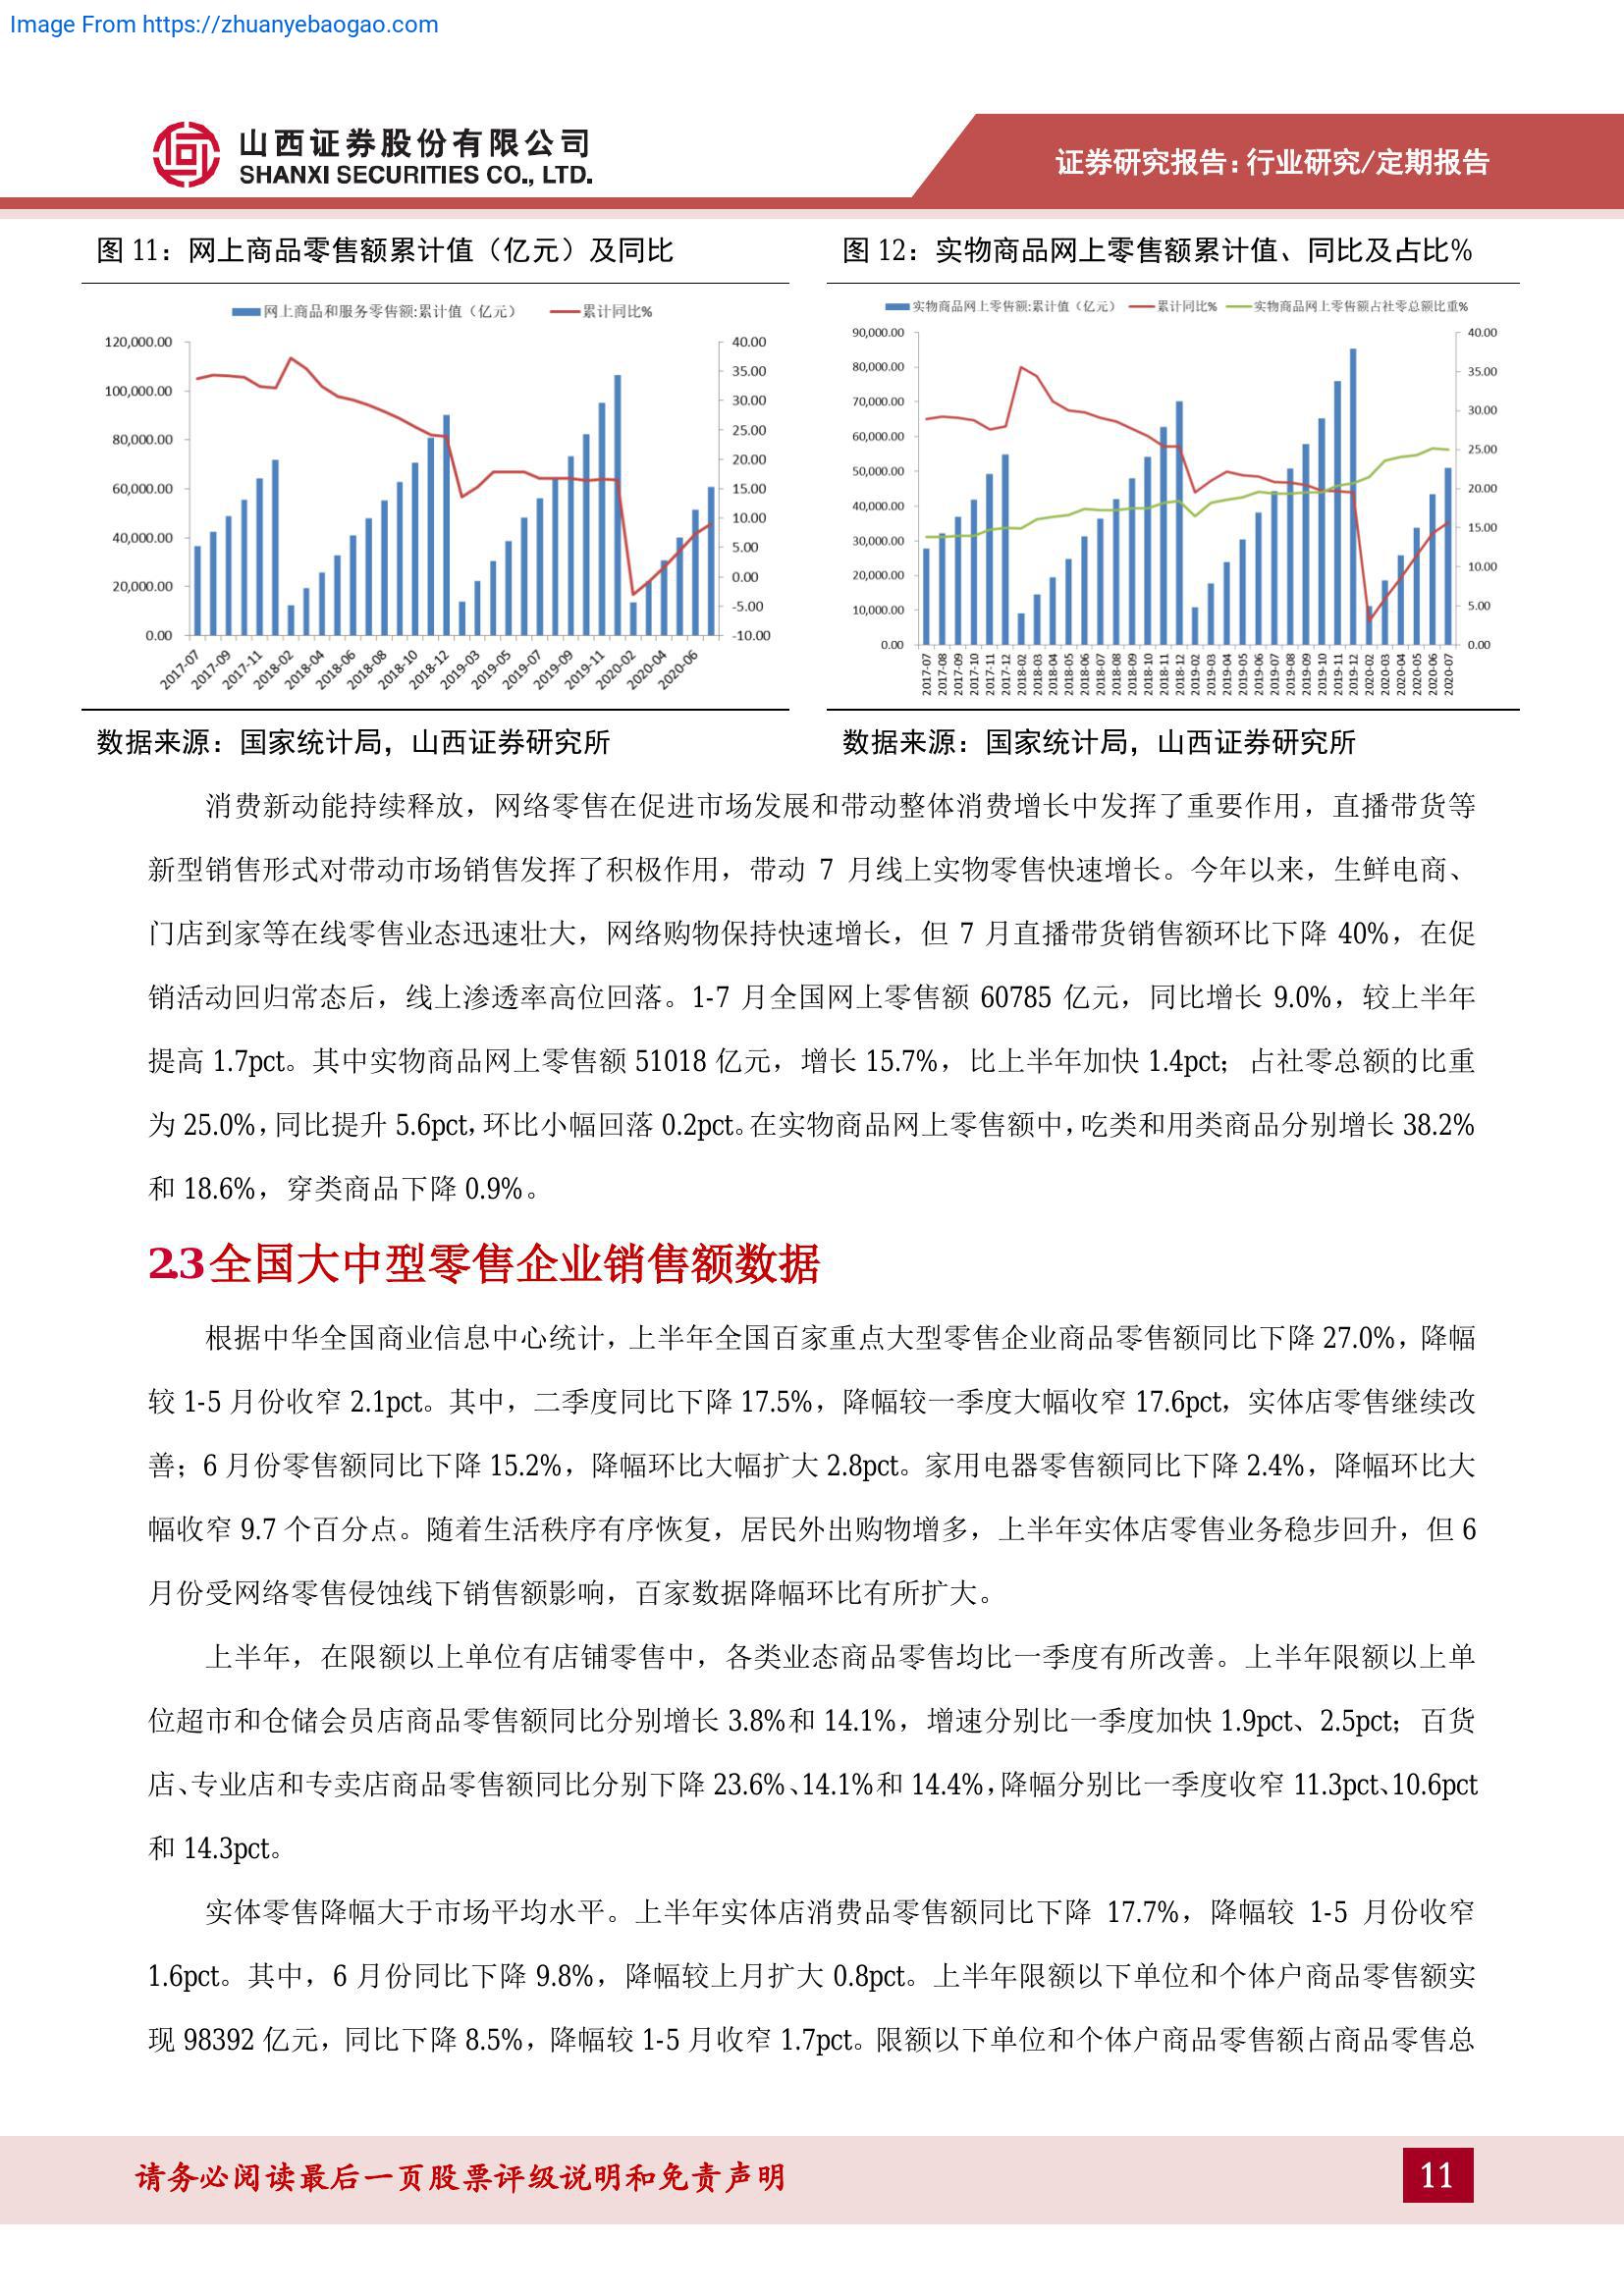 Image From https://zhuanyebaogao.com
山西证券股份有限公司
SHANXI SECURITIES CO., LTD.
证券研究报告：行业研究/定期报告
图 11：网上商品零售额累计值（亿元）及同比
网上商品和服务零售额:累计值（亿元） 累计同比%
120,000.00
100,000.00
80,000.00
60,000.00
40,000.00
20,000.00
0.00
40.00
35.00
30.00
25.00
20.00
15.00
10.00
5.00
0.00
-5.00
-10.00
2017-07 2017-09 2017-11 2018-02 2018-04 2018-06 2018-08 2018-10 2018-12 2019-03 2019-05 2019-07 2019-09 2019-11 2020-02 2020-04 2020-06
数据来源：国家统计局，山西证券研究所
图 12：实物商品网上零售额累计值、同比及占比%
实物商品网上零售额:累计值（亿元） 累计同比% 实物商品网上零售额占社零总额比重%
90,000.00
80,000.00
70,000.00
60,000.00
50,000.00
40,000.00
30,000.00
20,000.00
10,000.00
0.00
40.00
35.00
30.00
25.00
20.00
15.00
10.00
5.00
0.00
2017-07 2017-08 2017-09 2017-10 2017-11 2017-12 2018-02 2018-03 2018-04 2018-05 2018-06 2018-07 2018-08 2018-09 2018-10 2018-11 2018-12 2019-02 2019-03 2019-04 2019-05 2019-06 2019-07 2019-08 2019-09 2019-10 2019-11 2019-12 2020-02 2020-03 2020-04 2020-05 2020-06 2020-07
数据来源：国家统计局，山西证券研究所
消费新动能持续释放，网络零售在促进市场发展和带动整体消费增长中发挥了重要作用，直播带货等
新型销售形式对带动市场销售发挥了积极作用，带动 7 月线上实物零售快速增长。今年以来，生鲜电商、
门店到家等在线零售业态迅速壮大，网络购物保持快速增长，但 7 月直播带货销售额环比下降 40%，在促
销活动回归常态后，线上渗透率高位回落。1-7 月全国网上零售额 60785 亿元，同比增长 9.0%，较上半年
提高 1.7pct。其中实物商品网上零售额 51018 亿元，增长 15.7%，比上半年加快 1.4pct；占社零总额的比重
为 25.0%，同比提升 5.6pct，环比小幅回落 0.2pct。在实物商品网上零售额中，吃类和用类商品分别增长 38.2%
和 18.6%，穿类商品下降 0.9%。
2.3 全国大中型零售企业销售额数据
根据中华全国商业信息中心统计，上半年全国百家重点大型零售企业商品零售额同比下降 27.0%，降幅
较 1-5 月份收窄 2.1pct。其中，二季度同比下降 17.5%，降幅较一季度大幅收窄 17.6pct，实体店零售继续改
善；6 月份零售额同比下降 15.2%，降幅环比大幅扩大 2.8pct。家用电器零售额同比下降 2.4%，降幅环比大
幅收窄 9.7 个百分点。随着生活秩序有序恢复，居民外出购物增多，上半年实体店零售业务稳步回升，但 6
月份受网络零售侵蚀线下销售额影响，百家数据降幅环比有所扩大。
上半年，在限额以上单位有店铺零售中，各类业态商品零售均比一季度有所改善。上半年限额以上单
位超市和仓储会员店商品零售额同比分别增长 3.8%和 14.1%，增速分别比一季度加快 1.9pct、2.5pct；百货
店、专业店和专卖店商品零售额同比分别下降 23.6%、14.1%和 14.4%，降幅分别比一季度收窄 11.3pct、10.6pct
和 14.3pct。
实体零售降幅大于市场平均水平。上半年实体店消费品零售额同比下降 17.7%，降幅较 1-5 月份收窄
1.6pct。其中，6 月份同比下降 9.8%，降幅较上月扩大 0.8pct。上半年限额以下单位和个体户商品零售额实
现 98392 亿元，同比下降 8.5%，降幅较 1-5 月收窄 1.7pct。限额以下单位和个体户商品零售额占商品零售总
请务必阅读最后一页股票评级说明和免责声明
11